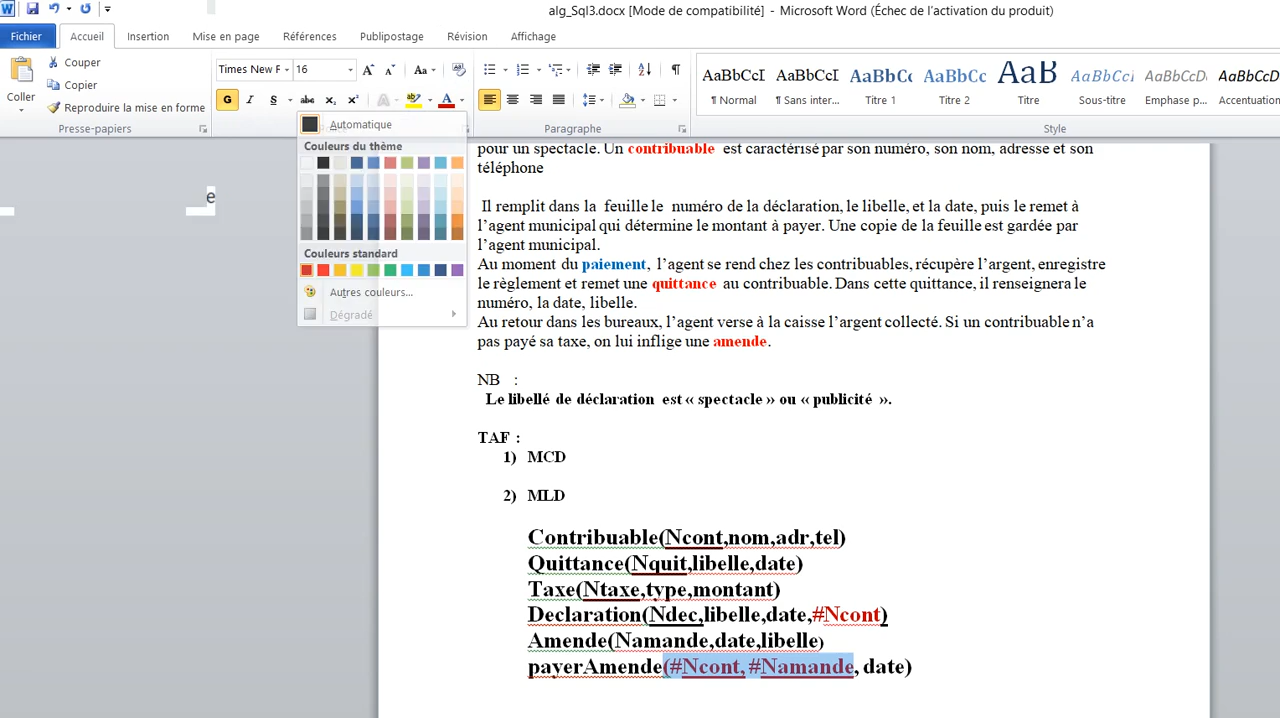 alg_Sql3.docx [Mode de compatibilité] - Microsoft Word (Échec de l'activation du produit)
Fichier Accueil Insertion Mise en page Références Publipostage Révision Affichage
Couper
Copier
Coller
Reproduire la mise en forme
Presse-papiers
Times New F 16
G I S abc x₂ x² A A
Paragraphe
AaBbCcI AaBbCcI AaBbCc AaBbCc AaB AaBbCcI AaBbCcD AaBbCcD
¶ Normal ¶ Sans inter... Titre 1 Titre 2 Titre Sous-titre Emphase p... Accentuation
Style
Automatique
Couleurs du thème
Couleurs standard
Autres couleurs...
Dégradé
e
pour un spectacle. Un contribuable est caractérisé par son numéro, son nom, adresse et son
téléphone
Il remplit dans la feuille le numéro de la déclaration, le libelle, et la date, puis le remet à
l'agent municipal qui détermine le montant à payer. Une copie de la feuille est gardée par
l'agent municipal.
Au moment du paiement, l'agent se rend chez les contribuables, récupère l'argent, enregistre
le règlement et remet une quittance au contribuable. Dans cette quittance, il renseignera le
numéro, la date, libelle.
Au retour dans les bureaux, l'agent verse à la caisse l'argent collecté. Si un contribuable n'a
pas payé sa taxe, on lui inflige une amende.
NB :
Le libellé de déclaration est « spectacle » ou « publicité ».
TAF :
1) MCD
2) MLD
Contribuable(Ncont,nom,adr,tel)
Quittance(Nquit,libelle,date)
Taxe(Ntaxe,type,montant)
Declaration(Ndec,libelle,date,#Ncont)
Amende(Namande,date,libelle)
payerAmende(#Ncont, #Namande, date)